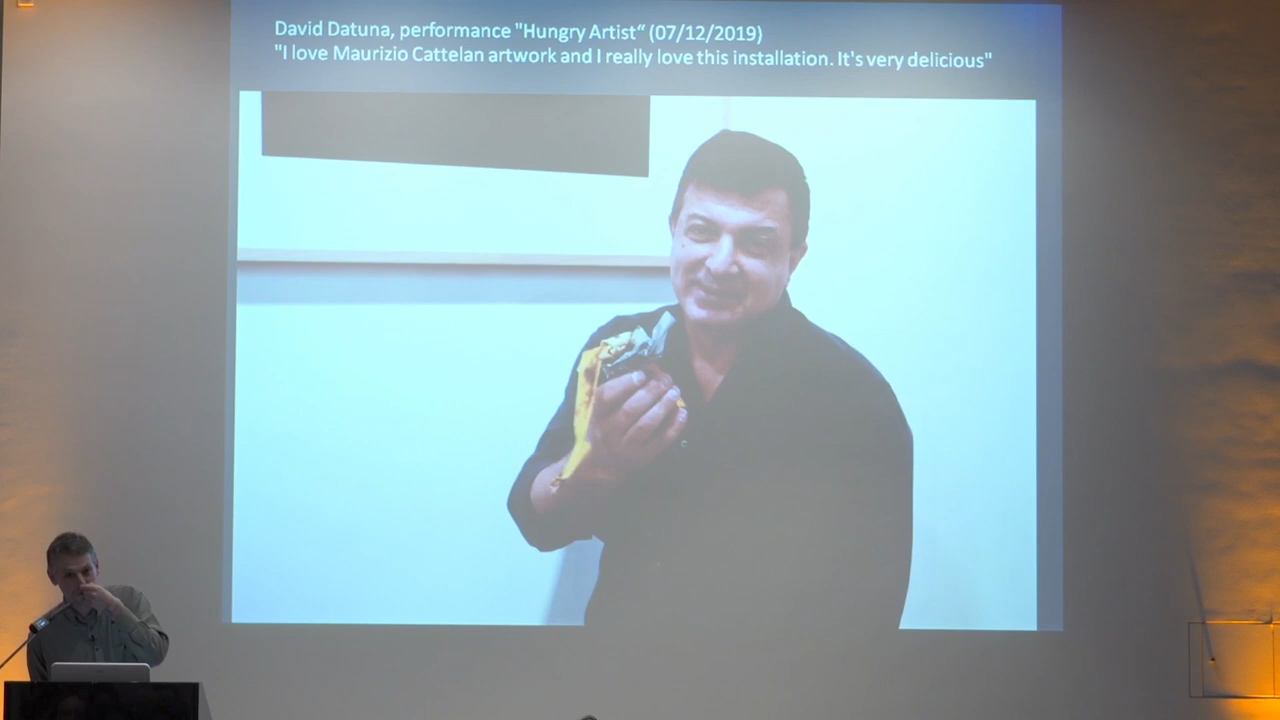 David Datuna, performance "Hungry Artist“ (07/12/2019)
"I love Maurizio Cattelan artwork and I really love this installation. It's very delicious"